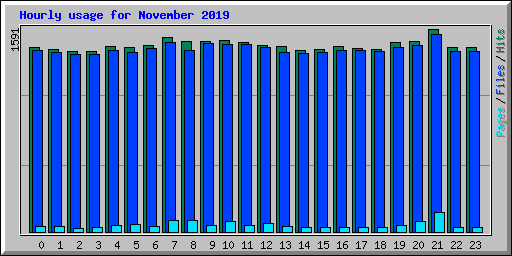 Hourly usage for November 2019
1591
Pages/Files/Hits
0 1 2 3 4 5 6 7 8 9 10 11 12 13 14 15 16 17 18 19 20 21 22 23